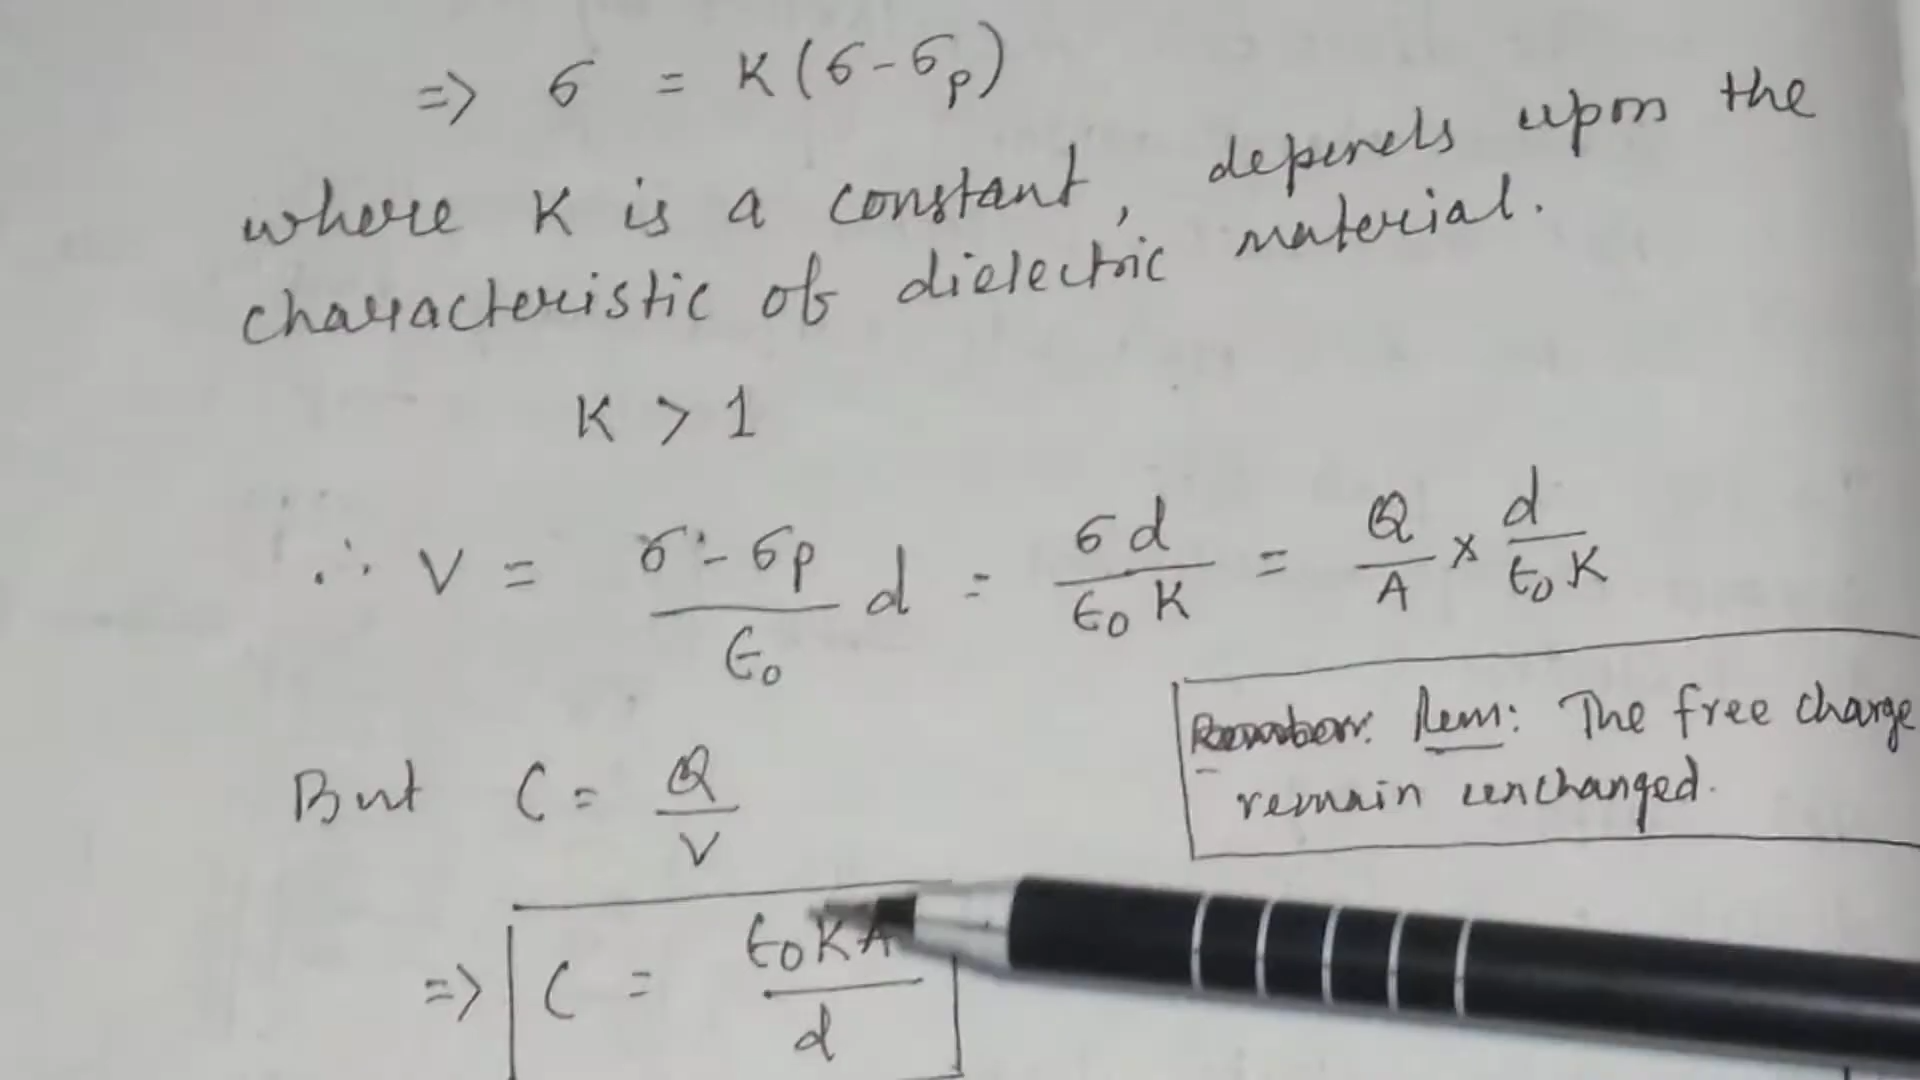 => σ = K(σ-σp)
where K is a constant, depends upon the
characteristic of dielectric material.
K > 1
∴ V = (σ - σp)/ϵ₀ d = σd/ϵ₀K = Q/A × d/ϵ₀K
Remember: Rem: The free charge
remain unchanged.
But C = Q/V
=> C = ϵ₀KA/d